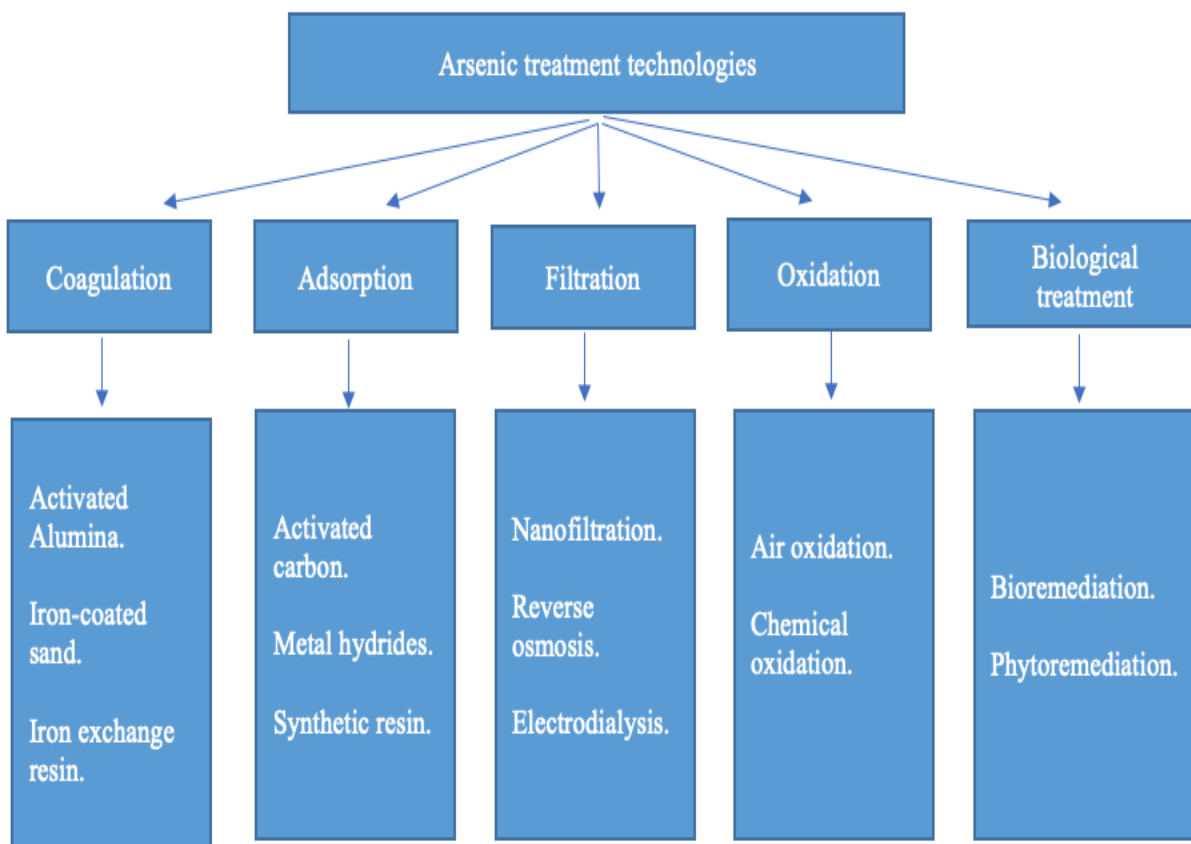 Arsenic treatment technologies
Coagulation
Adsorption
Filtration
Oxidation
Biological
treatment
Activated
Alumina.
Iron-coated
sand.
Iron exchange
resin.
Activated
carbon.
Metal hydrides.
Synthetic resin.
Nanofiltration.
Reverse
osmosis.
Electrodialysis.
Air oxidation.
Chemical
oxidation.
Bioremediation.
Phytoremediation.